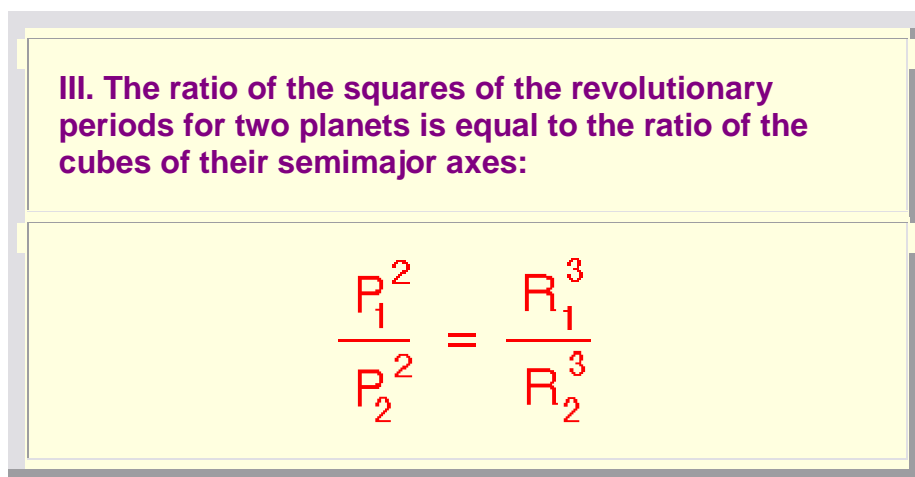 III. The ratio of the squares of the revolutionary
periods for two planets is equal to the ratio of the
cubes of their semimajor axes:
P₁² / P₂² = R₁³ / R₂³